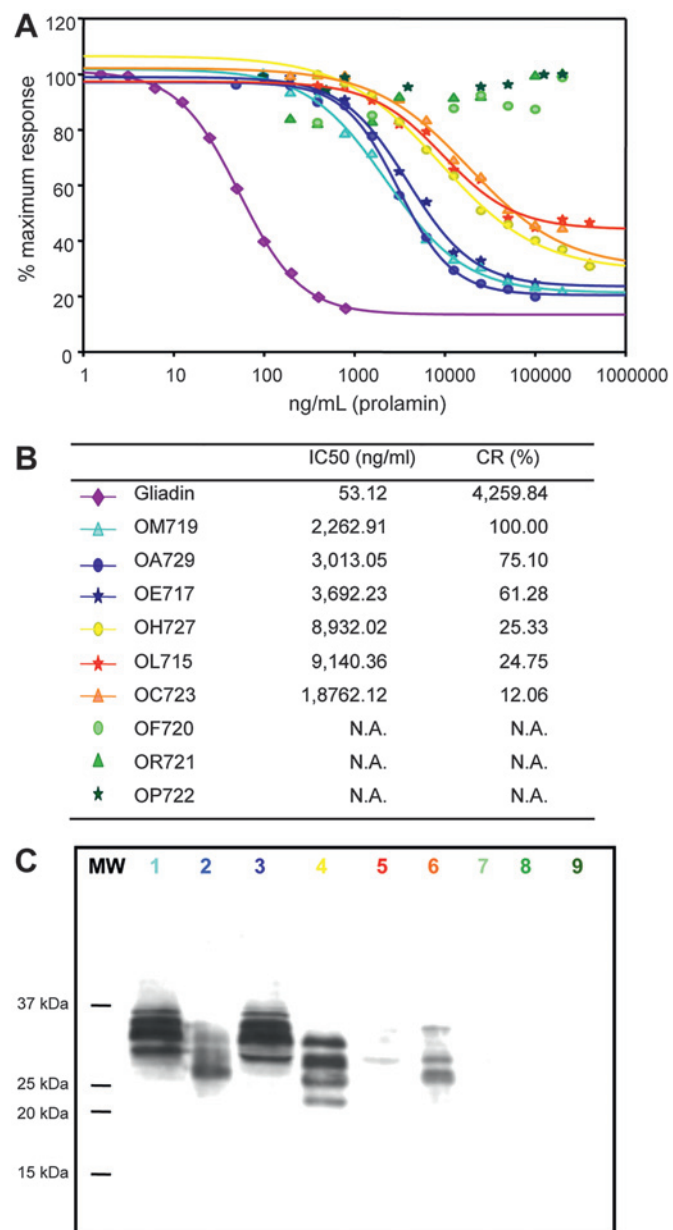 A
120
100
80
60
40
20
0
% maximum response
1 10 100 1000 10000 100000 1000000
ng/mL (prolamin)
B
IC50 (ng/ml) CR (%)
Gliadin 53.12 4,259.84
OM719 2,262.91 100.00
OA729 3,013.05 75.10
OE717 3,692.23 61.28
OH727 8,932.02 25.33
OL715 9,140.36 24.75
OC723 1,8762.12 12.06
OF720 N.A. N.A.
OR721 N.A. N.A.
OP722 N.A. N.A.
C
MW 1 2 3 4 5 6 7 8 9
37 kDa
25 kDa
20 kDa
15 kDa